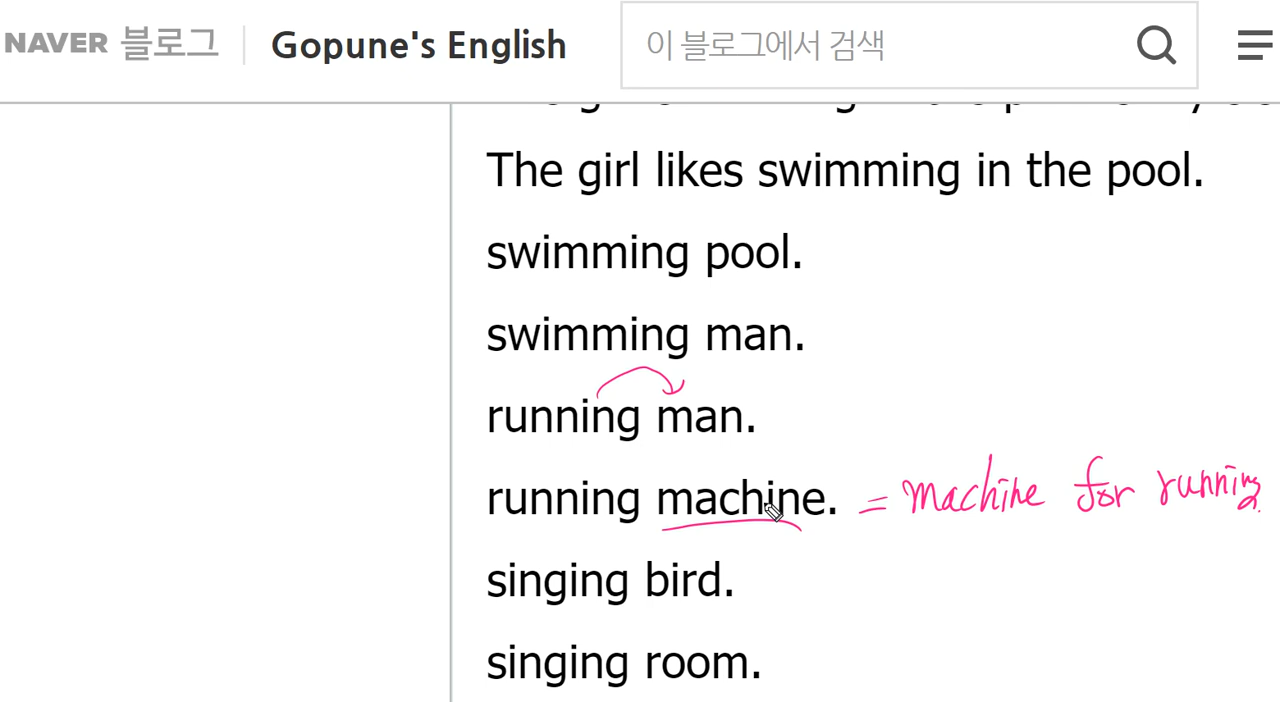 NAVER 블로그 Gopune's English 이 블로그에서 검색
The girl likes swimming in the pool.
swimming pool.
swimming man.
running man.
running machine. = machine for running
singing bird.
singing room.